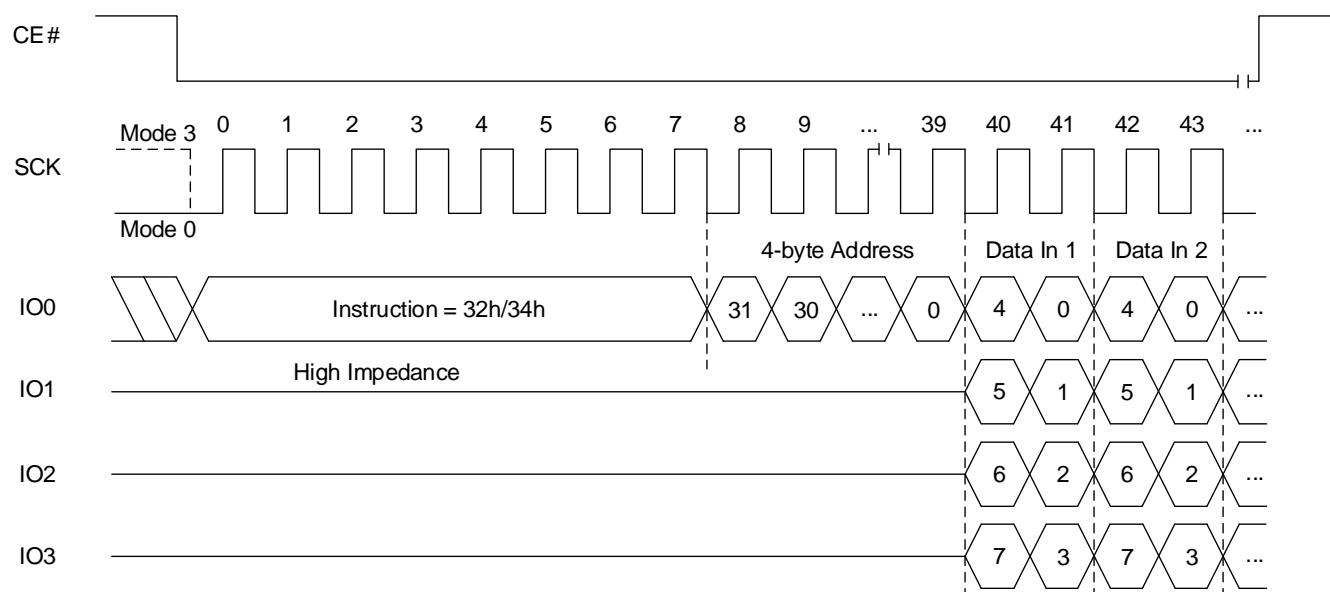 CE#
Mode 3 0 1 2 3 4 5 6 7 8 9 ... 39 40 41 42 43 ...
SCK
Mode 0
4-byte Address Data In 1 Data In 2
IO0 Instruction = 32h/34h 31 30 ... 0 4 0 4 0 ...
High Impedance
IO1 5 1 5 1 ...
IO2 6 2 6 2 ...
IO3 7 3 7 3 ...